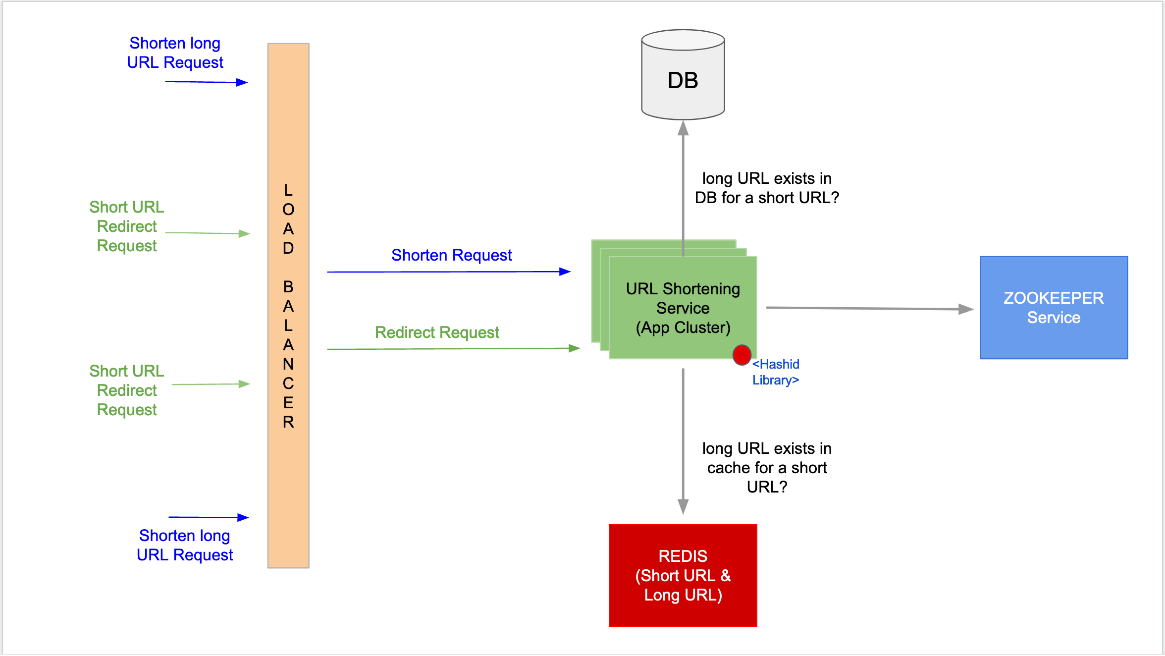 Shorten long
URL Request
Short URL
Redirect
Request
Short URL
Redirect
Request
Shorten long
URL Request
LOAD BALANCER
Shorten Request
Redirect Request
DB
long URL exists in
DB for a short URL?
URL Shortening
Service
(App Cluster)
<Hashid
Library>
ZOOKEEPER
Service
long URL exists in
cache for a short
URL?
REDIS
(Short URL &
Long URL)